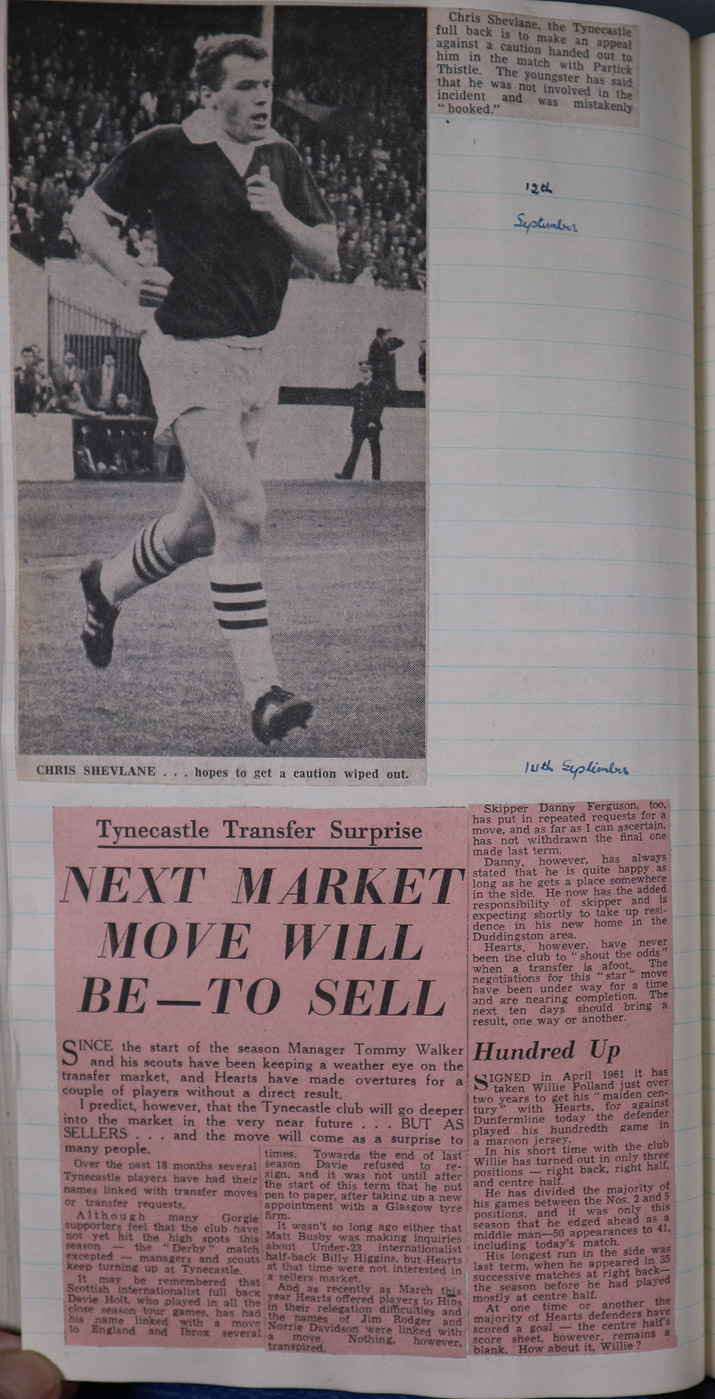 Chris Shevlane, the Tynecastle
full back is to make an appeal
against a caution handed out to
him in the match with Partick
Thistle. The youngster has said
that he was not involved in the
incident and was mistakenly
"booked."
12th
September
CHRIS SHEVLANE . . . hopes to get a caution wiped out.
14th September
Tynecastle Transfer Surprise
NEXT MARKET
MOVE WILL
BE—TO SELL
SINCE the start of the season Manager Tommy Walker
and his scouts have been keeping a weather eye on the
transfer market, and Hearts have made overtures for a
couple of players without a direct result.
I predict, however, that the Tynecastle club will go deeper
into the market in the very near future . . . BUT AS
SELLERS . . . and the move will come as a surprise to
many people.
Over the past 18 months several
Tynecastle players have had their
names linked with transfer moves
or transfer requests.
Although many Gorgie
supporters feel that the club have
not yet hit the high spots this
season — the "Derby" match
excepted — managers and scouts
keep turning up at Tynecastle.
It may be remembered that
Scottish internationalist full back
Davie Holt, who played in all the
close season tour games, has had
his name linked with a move
to England and Ibrox several
times. Towards the end of last
season Davie refused to re-
sign, and it was not until after
the start of this term that he put
pen to paper, after taking up a new
appointment with a Glasgow tyre
firm.
It wasn't so long ago either that
Matt Busby was making inquiries
about Under-23 internationalist
half-back Billy Higgins, but Hearts
at that time were not interested in
a sellers market.
And as recently as March this
year Hearts offered players to Hibs
in their relegation difficulties and
the names of Jim Rodger and
Norrie Davidson were linked with
a move. Nothing, however,
transpired.
Skipper Danny Ferguson, too,
has put in repeated requests for a
move, and as far as I can ascertain,
has not withdrawn the final one
made last term.
Danny, however, has always
stated that he is quite happy as
long as he gets a place somewhere
in the side. He now has the added
responsibility of skipper and is
expecting shortly to take up resi-
dence in his new home in the
Duddingston area.
Hearts, however, have never
been the club to "shout the odds"
when a transfer is afoot. The
negotiations for this "star" move
have been under way for a time
and are nearing completion. The
next ten days should bring a
result, one way or another.
Hundred Up
SIGNED in April 1961 it has
taken Willie Polland just over
two years to get his "maiden cen-
tury" with Hearts, for against
Dunfermline today the defender
played his hundredth game in
a maroon jersey.
In his short time with the club
Willie has turned out in only three
positions — right back, right half,
and centre half.
He has divided the majority of
his games between the Nos. 2 and 5
positions, and it was only this
season that he edged ahead as a
middle man—50 appearances to 41,
including today's match.
His longest run in the side was
last term, when he appeared in 35
successive matches at right back—
the season before he had played
mostly at centre half.
At one time or another the
majority of Hearts defenders have
scored a goal — the centre half's
score sheet, however, remains a
blank. How about it, Willie?